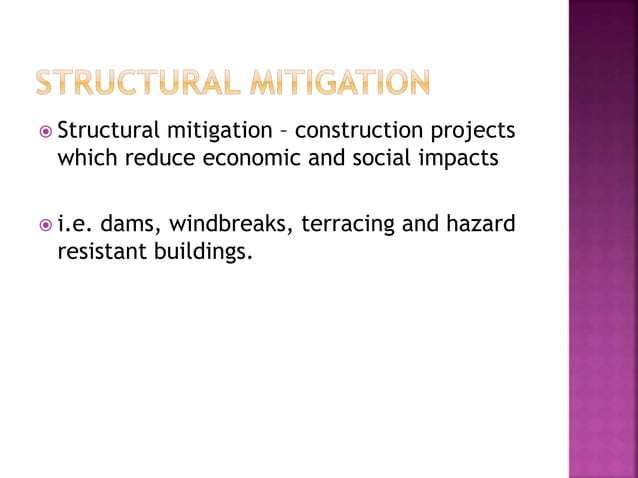 STRUCTURAL MITIGATION
Structural mitigation – construction projects
which reduce economic and social impacts
i.e. dams, windbreaks, terracing and hazard
resistant buildings.